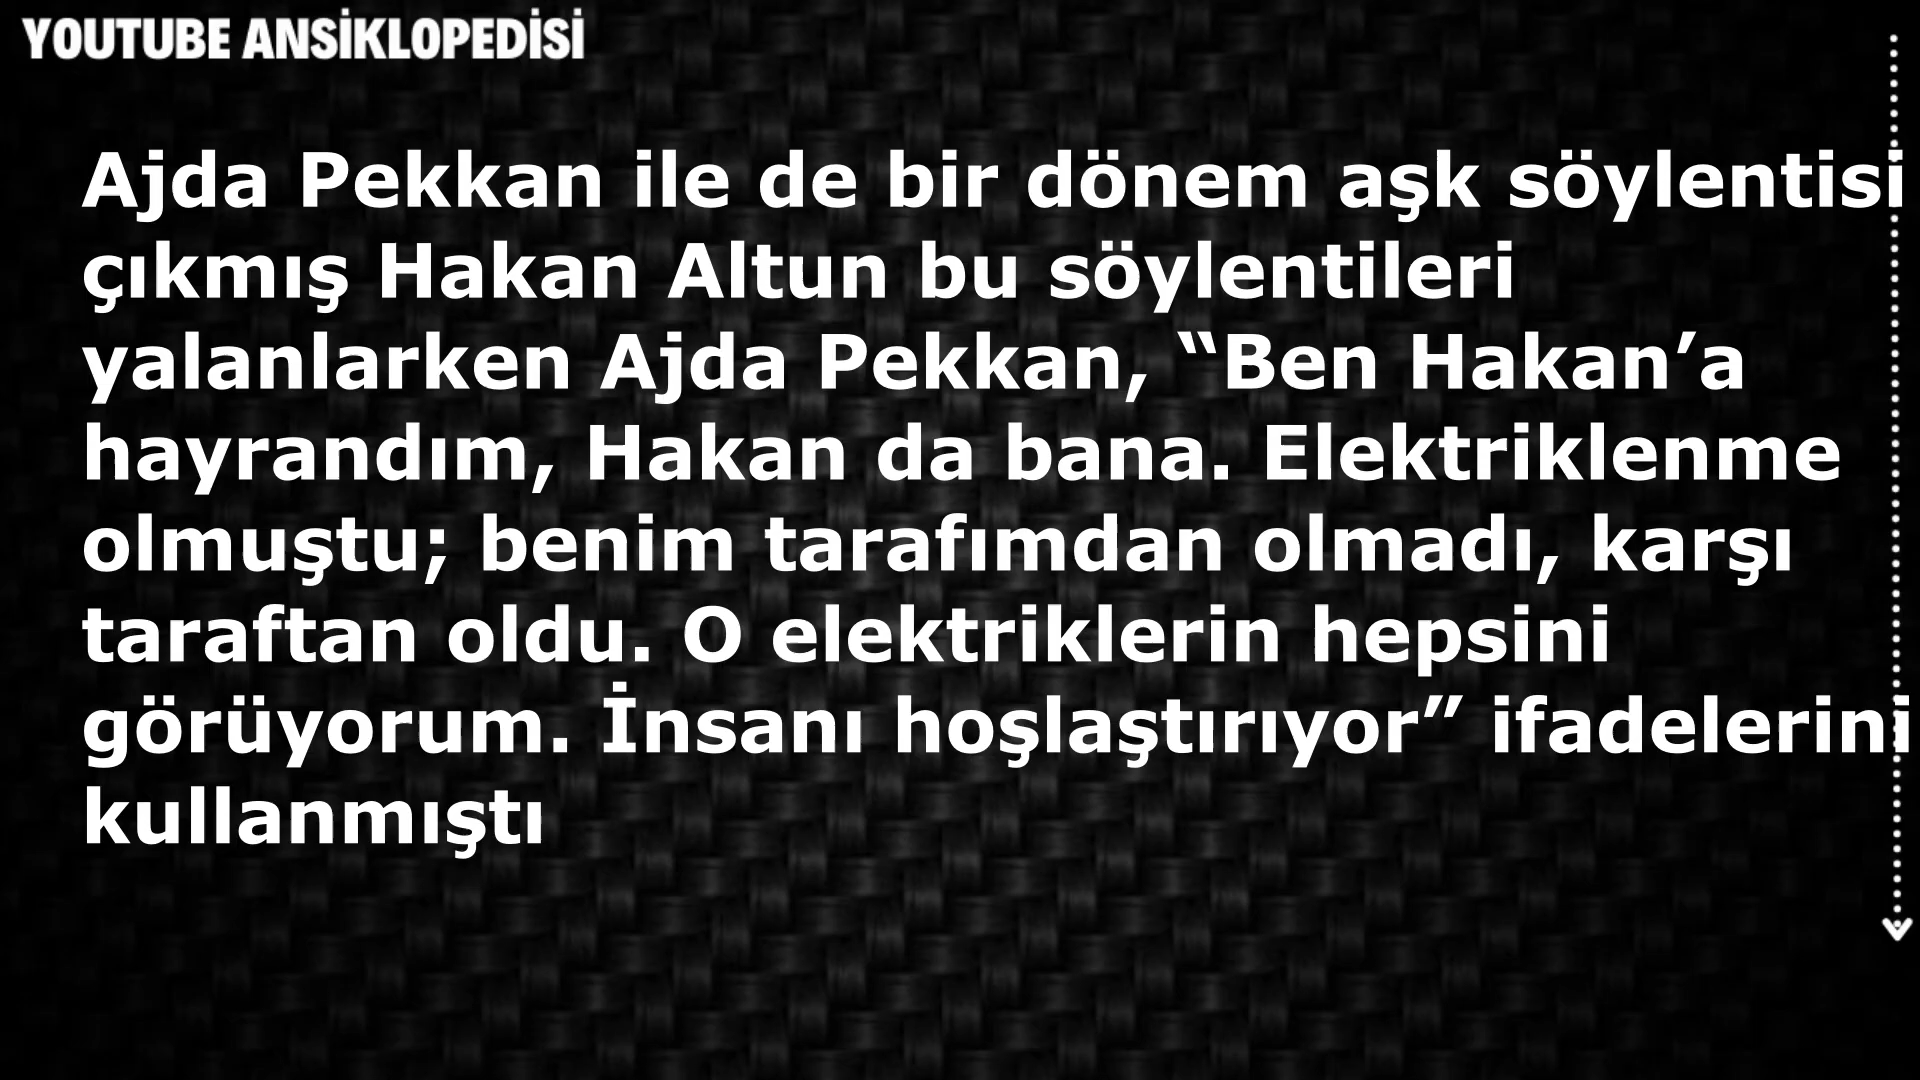 YOUTUBE ANSİKLOPEDİSİ
Ajda Pekkan ile de bir dönem aşk söylentisi
çıkmış Hakan Altun bu söylentileri
yalanlarken Ajda Pekkan, “Ben Hakan’a
hayrandım, Hakan da bana. Elektriklenme
olmuştu; benim tarafımdan olmadı, karşı
taraftan oldu. O elektriklerin hepsini
görüyorum. İnsanı hoşlaştırıyor” ifadelerini
kullanmıştı